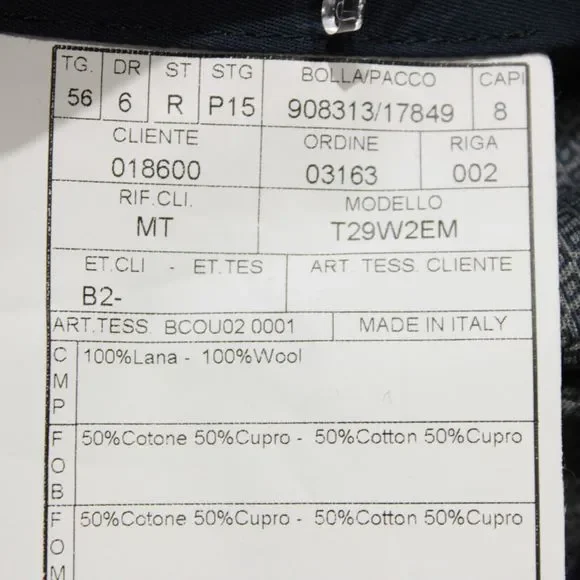 TG. DR ST STG BOLLA/PACCO CAPI
56 6 R P15 908313/17849 8
CLIENTE ORDINE RIGA
018600 03163 002
RIF.CLI. MODELLO
MT T29W2EM
ET.CLI - ET.TES ART. TESS. CLIENTE
B2-
ART.TESS. BCOU02 0001 MADE IN ITALY
CMP 100%Lana - 100%Wool
FOB 50%Cotone 50%Cupro - 50%Cotton 50%Cupro
FOM 50%Cotone 50%Cupro - 50%Cotton 50%Cupro